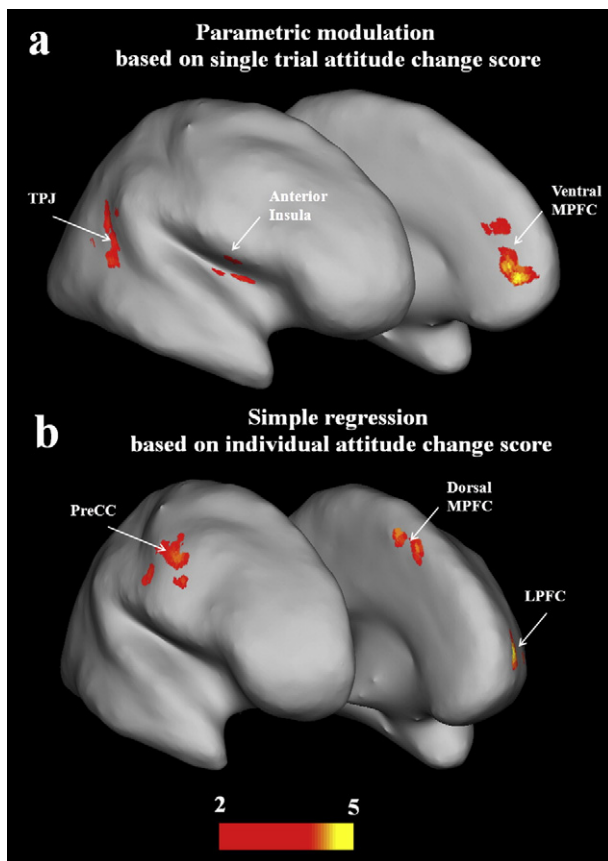 a
Parametric modulation
based on single trial attitude change score
TPJ
Anterior
Insula
Ventral
MPFC
b
Simple regression
based on individual attitude change score
PreCC
Dorsal
MPFC
LPFC
2
5